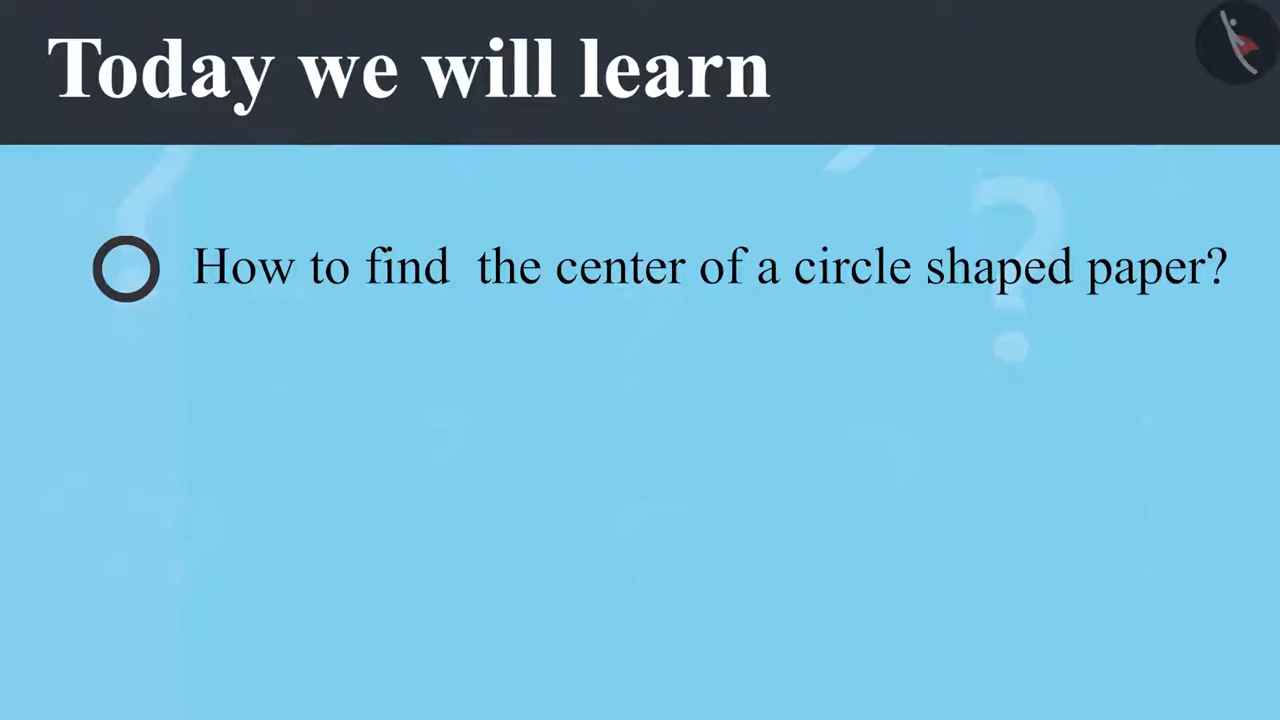 Today we will learn
How to find  the center of a circle shaped paper?